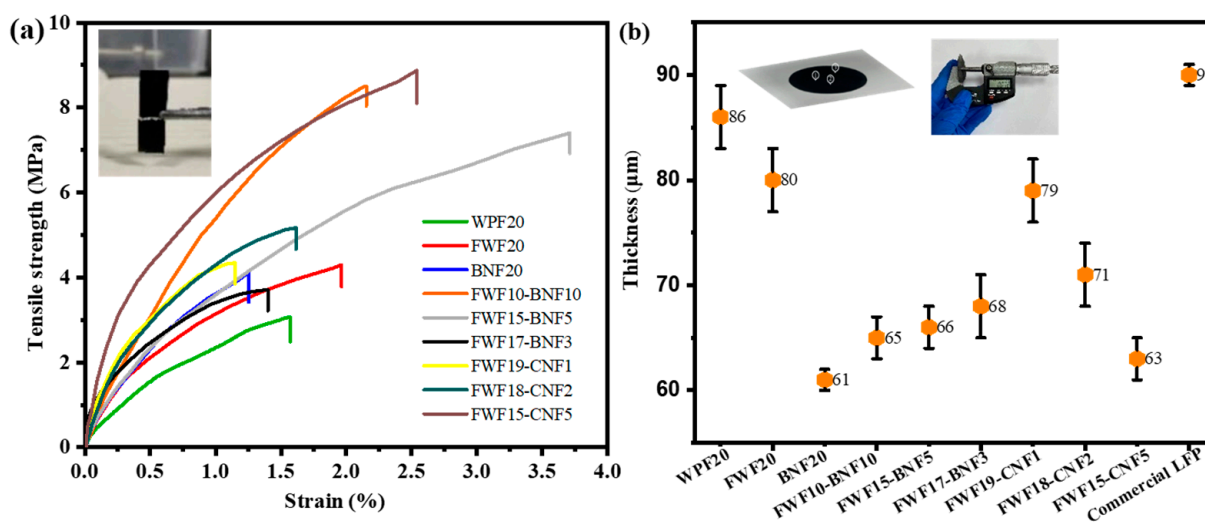 (a)
Tensile strength (MPa)
10
8
6
4
2
0
0.0
0.5
1.0
1.5
2.0
2.5
3.0
3.5
4.0
Strain (%)
WPF20
FWF20
BNF20
FWF10-BNF10
FWF15-BNF5
FWF17-BNF3
FWF19-CNF1
FWF18-CNF2
FWF15-CNF5
(b)
Thickness (μm)
90
80
70
60
86
80
61
65
66
68
79
71
63
9
WPF20
FWF20
BNF20
FWF10-BNF10
FWF15-BNF5
FWF17-BNF3
FWF19-CNF1
FWF18-CNF2
FWF15-CNF5
Commercial LFP